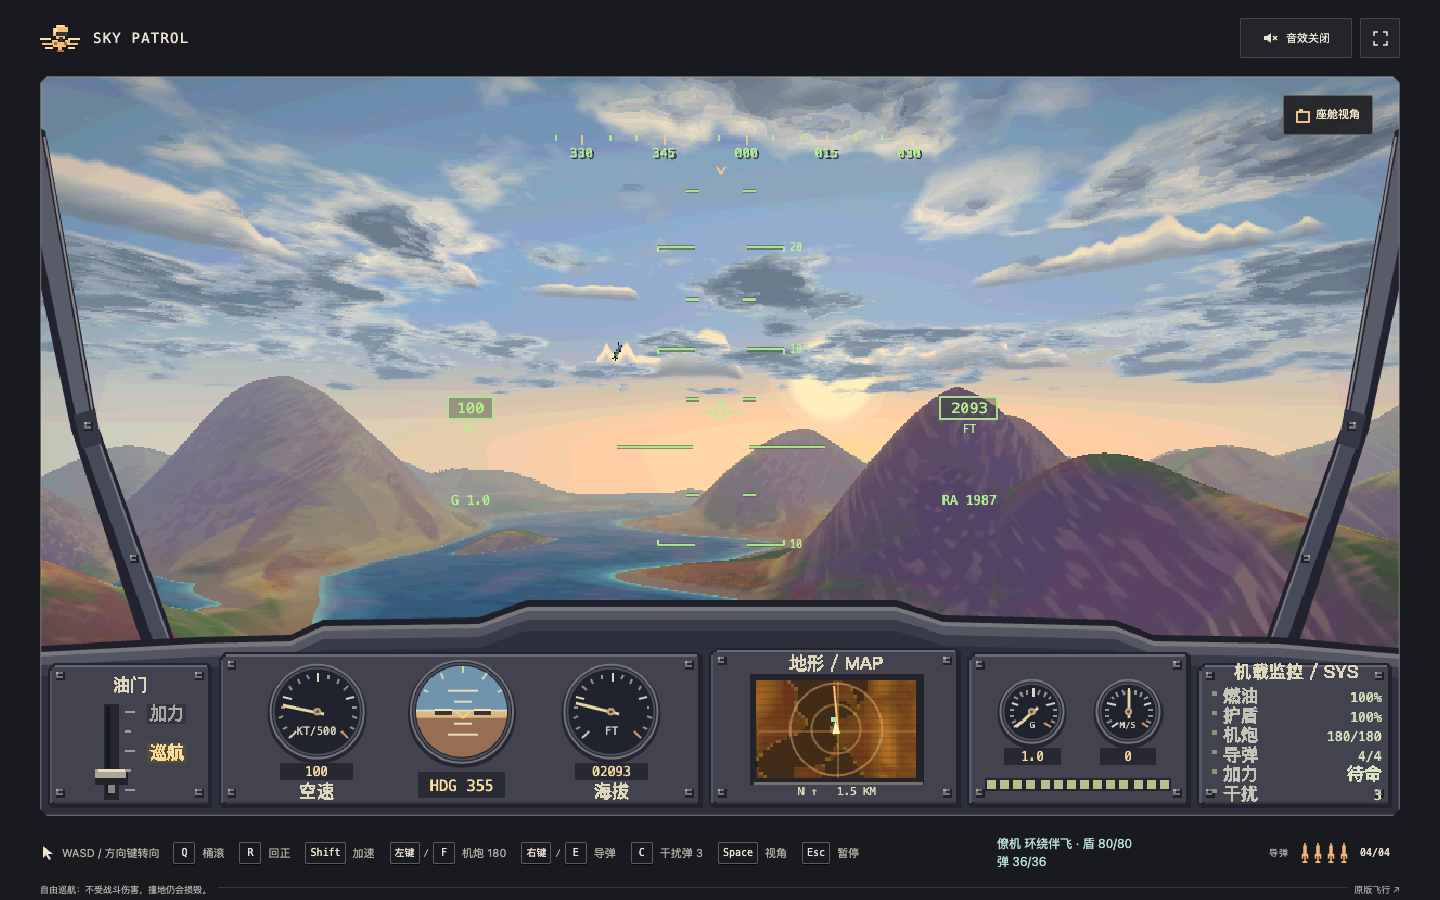 SKY PATROL
音效关闭
座舱视角
330 345 000 015 030
20
10
100
2093
FT
G 1.0
RA 1987
10
油门
加力
巡航
KT/500
100
空速
HDG 355
FT
02093
海拔
地形 / MAP
N ↑ 1.5 KM
G
1.0
M/S
0
机载监控 / SYS
燃油 100%
护盾 100%
机炮 180/180
导弹 4/4
加力 待命
干扰 3
WASD / 方向键转向 Q 桶滚 R 回正 Shift 加速 左键 / F 机炮 180 右键 / E 导弹 C 干扰弹 3 Space 视角 Esc 暂停
僚机 环绕伴飞 · 盾 80/80
弹 36/36
导弹 04/04
自由巡航：不受战斗伤害，撞地仍会损毁。
原版飞行 ↗